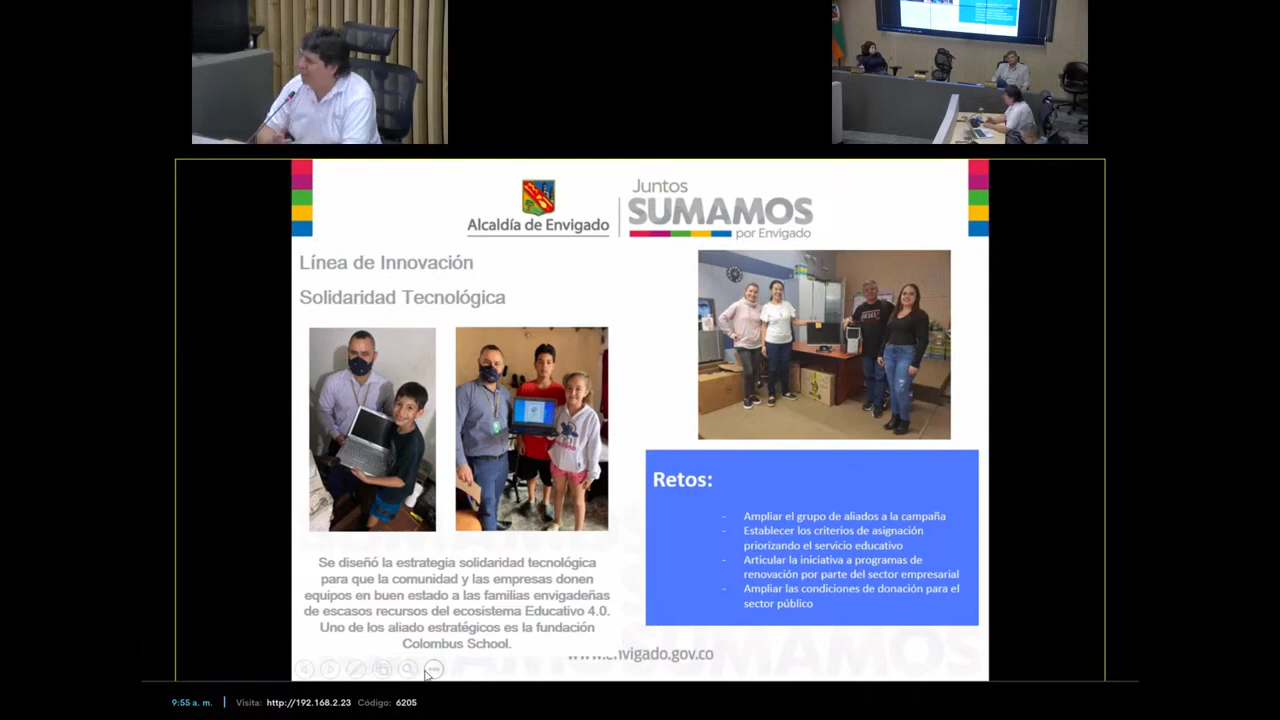 Alcaldía de Envigado
Juntos
SUMAMOS
por Envigado
Línea de Innovación
Solidaridad Tecnológica
Retos:
- Ampliar el grupo de aliados a la campaña
- Establecer los criterios de asignación
priorizando el servicio educativo
- Articular la iniciativa a programas de
renovación por parte del sector empresarial
- Ampliar las condiciones de donación para el
sector público
Se diseñó la estrategia solidaridad tecnológica
para que la comunidad y las empresas donen
equipos en buen estado a las familias envigadeñas
de escasos recursos del ecosistema Educativo 4.0.
Uno de los aliado estratégicos es la fundación
Colombus School.
www.envigado.gov.co
SUMAMOS
9:55 a. m. | Visita: http://192.168.2.23 Código: 6205